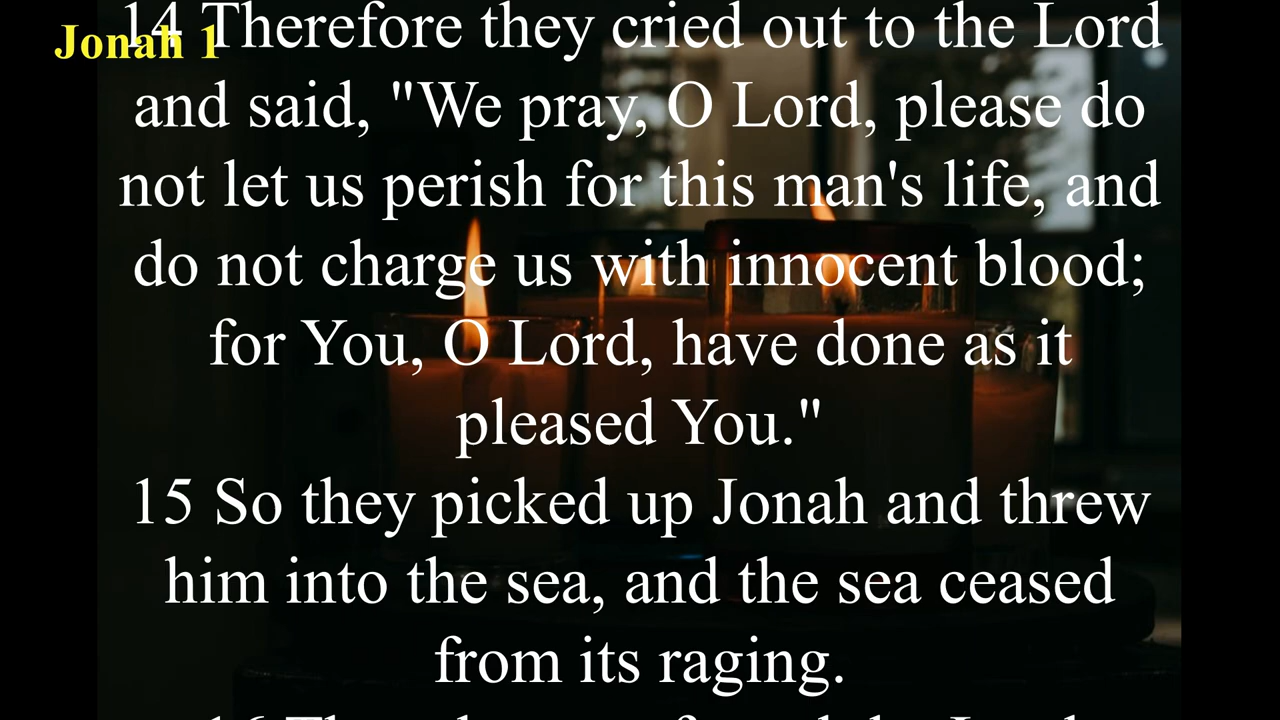 Jonah 1
14 Therefore they cried out to the Lord
and said, "We pray, O Lord, please do
not let us perish for this man's life, and
do not charge us with innocent blood;
for You, O Lord, have done as it
pleased You."
15 So they picked up Jonah and threw
him into the sea, and the sea ceased
from its raging.